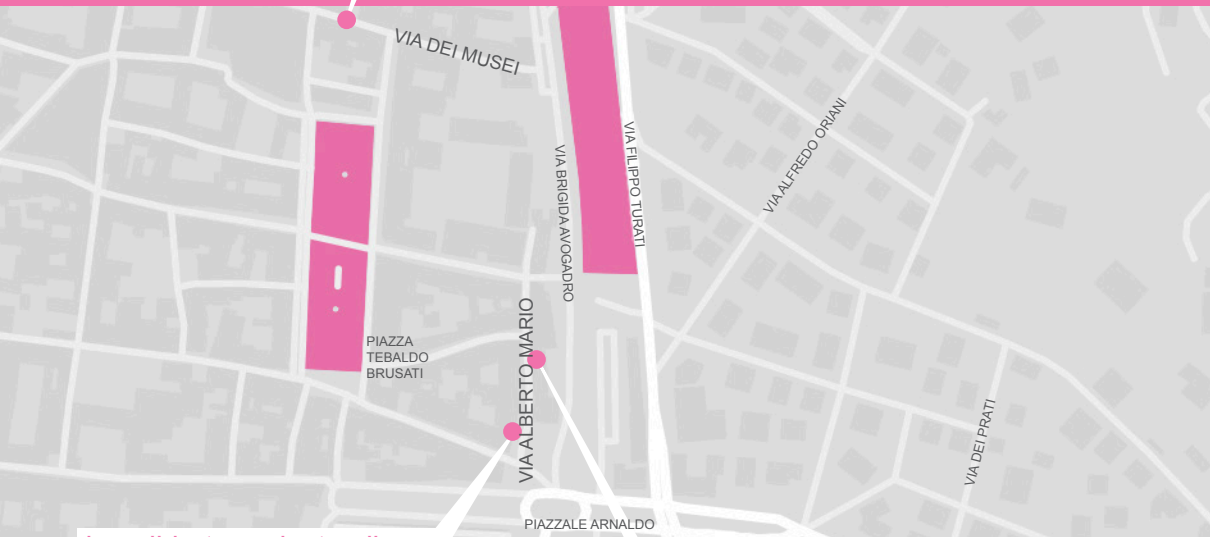 VIA DEI MUSEI
VIA BRIGIDA AVOGADRO
VIA FILIPPO TURATI
VIA ALFREDO ORIANI
PIAZZA
TEBALDO
BRUSATI
VIA ALBERTO MARIO
VIA DEI PRATI
PIAZZALE ARNALDO